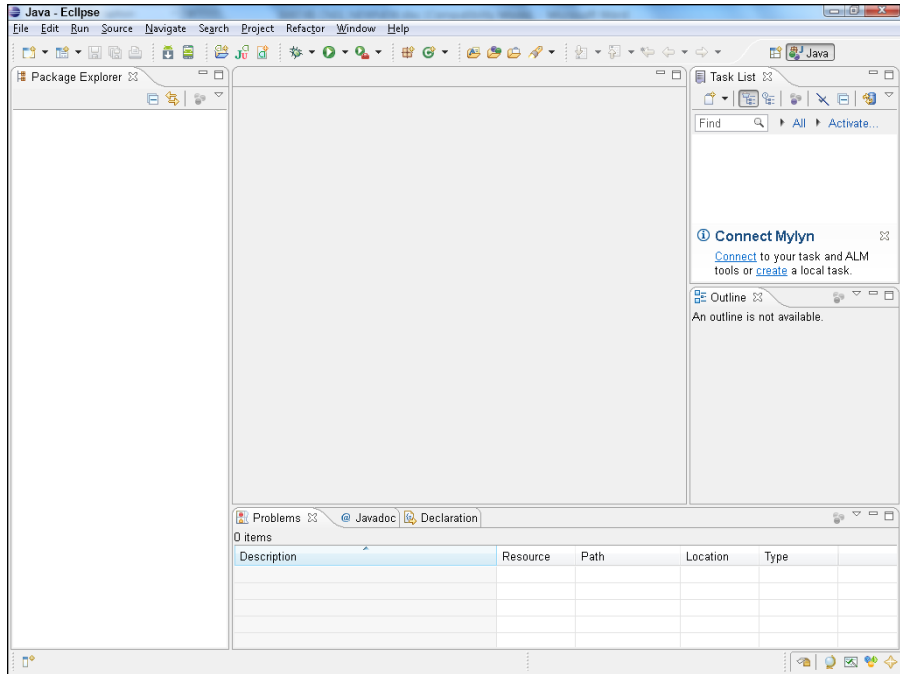 Java - Eclipse
File Edit Run Source Navigate Search Project Refactor Window Help
Java
Package Explorer
Task List
Find All Activate...
Connect Mylyn
Connect to your task and ALM
tools or create a local task.
Outline
An outline is not available.
Problems @ Javadoc Declaration
0 items
Description Resource Path Location Type